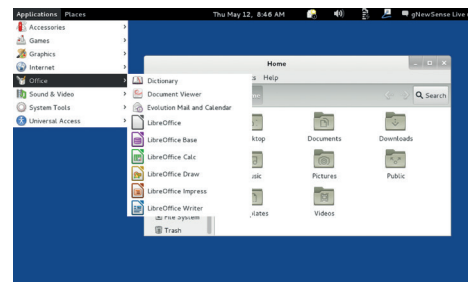 Applications Places Thu May 12, 8:46 AM gNewSense Live
Accessories
Games
Graphics
Internet
Office
Sound & Video
System Tools
Universal Access
Dictionary
Document Viewer
Evolution Mail and Calendar
LibreOffice
LibreOffice Base
LibreOffice Calc
LibreOffice Draw
LibreOffice Impress
LibreOffice Writer
Home
Help
Search
Documents
Downloads
Pictures
Public
Videos
File System
Trash